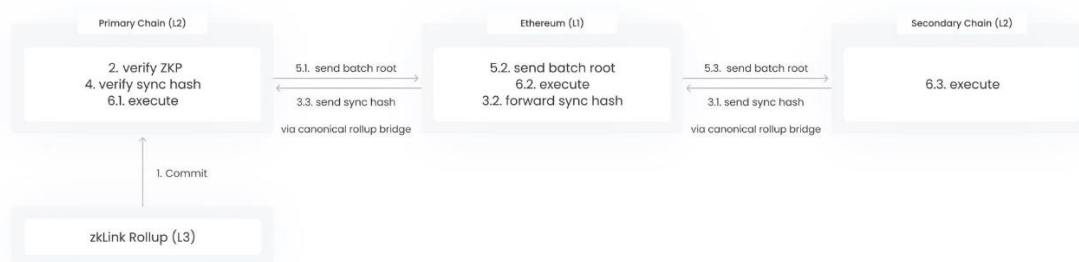 Primary Chain (L2)
Ethereum (L1)
Secondary Chain (L2)
2. verify ZKP
4. verify sync hash
6.1. execute
5.1. send batch root
3.3. send sync hash
via canonical rollup bridge
5.2. send batch root
6.2. execute
3.2. forward sync hash
5.3. send batch root
3.1. send sync hash
via canonical rollup bridge
6.3. execute
1. Commit
zkLink Rollup (L3)